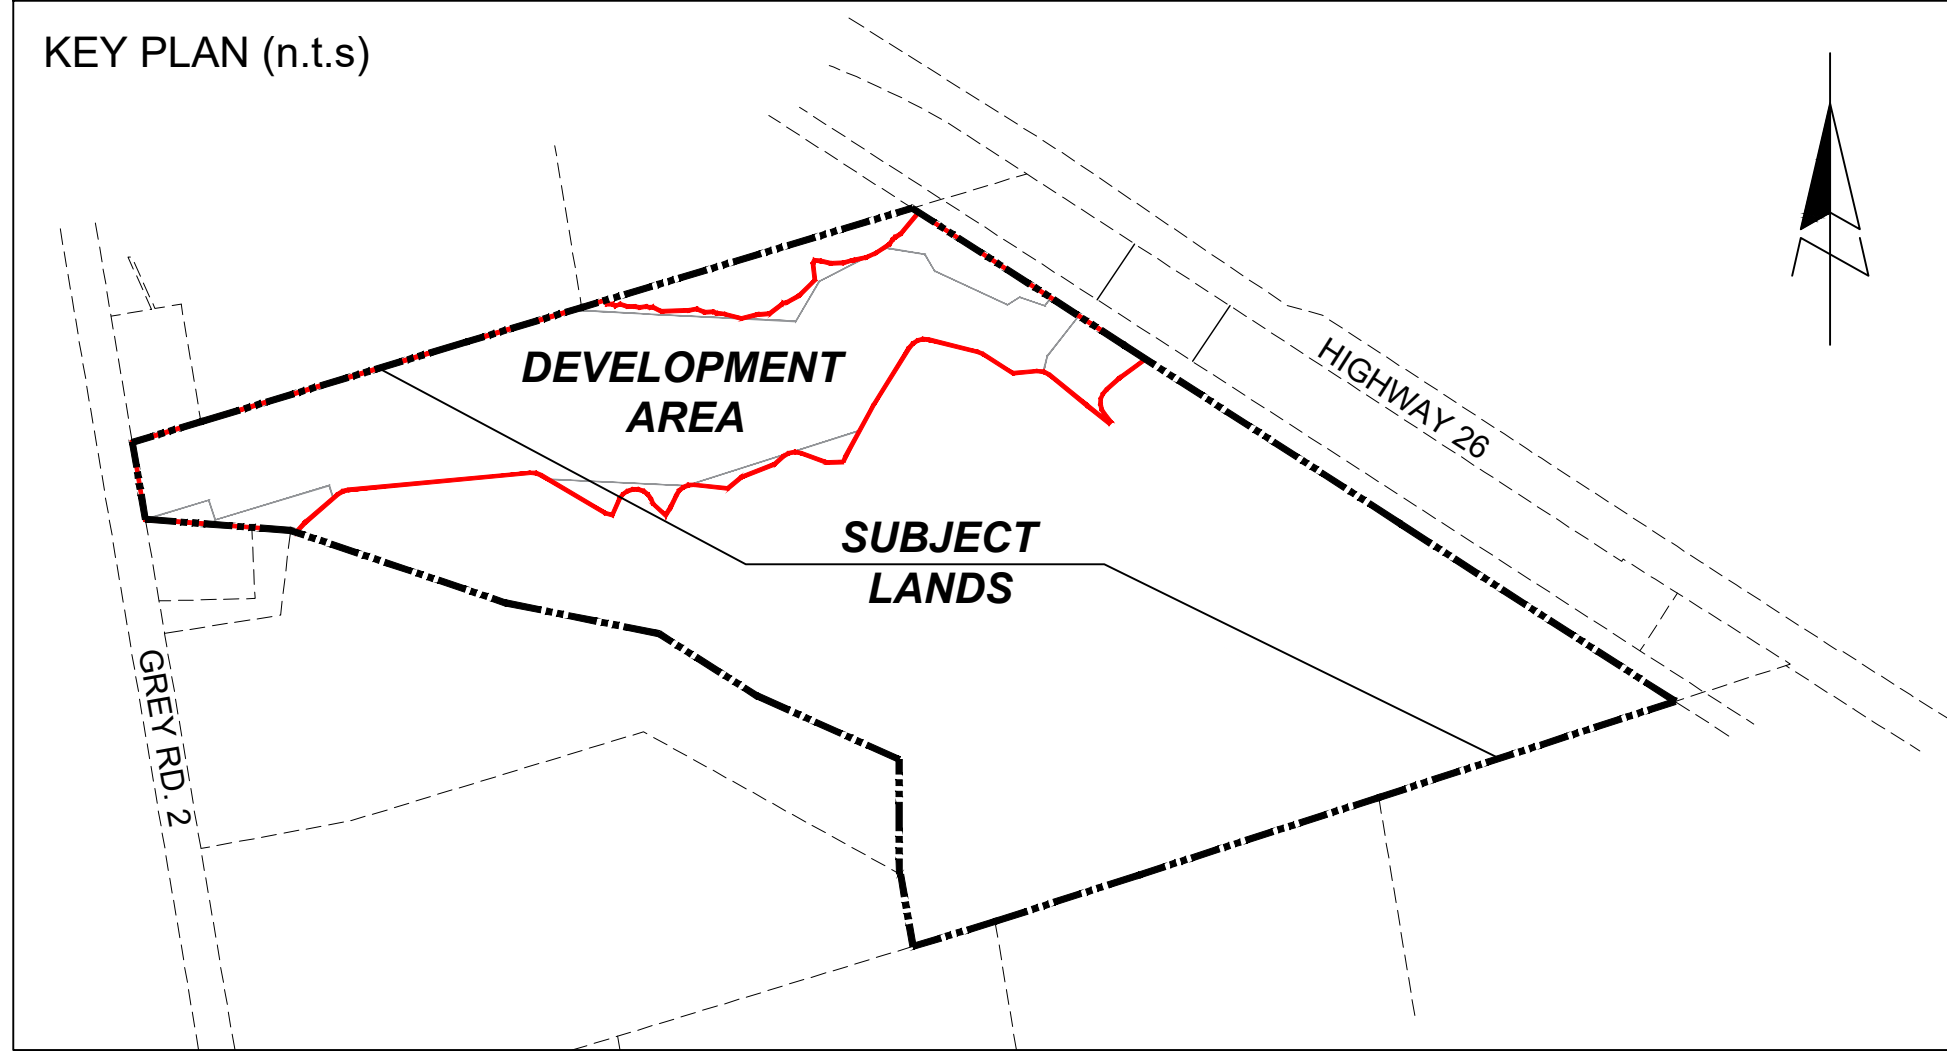 KEY PLAN (n.t.s)
DEVELOPMENT
AREA
HIGHWAY 26
SUBJECT
LANDS
GREY RD. 2